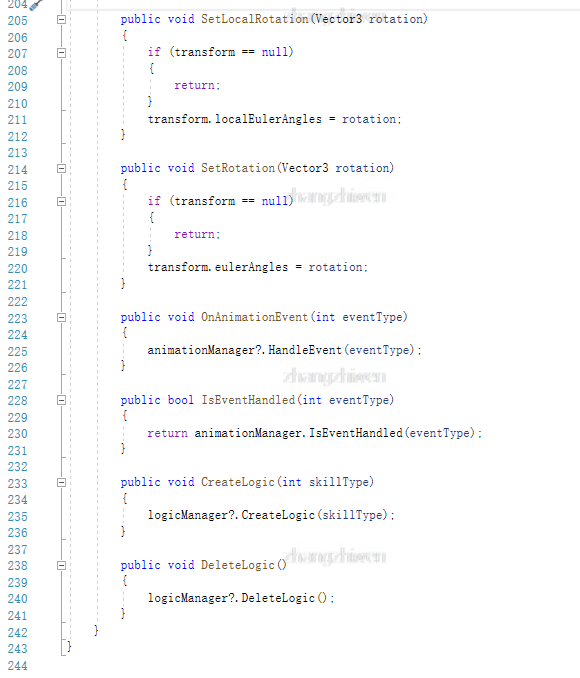 204
205 public void SetLocalRotation(Vector3 rotation)
206 {
207 if (transform == null)
208 {
209 return;
210 }
211 transform.localEulerAngles = rotation;
212 }
213
214 public void SetRotation(Vector3 rotation)
215 {
216 if (transform == null)
217 {
218 return;
219 }
220 transform.eulerAngles = rotation;
221 }
222
223 public void OnAnimationEvent(int eventType)
224 {
225 animationManager?.HandleEvent(eventType);
226 }
227
228 public bool IsEventHandled(int eventType)
229 {
230 return animationManager.IsEventHandled(eventType);
231 }
232
233 public void CreateLogic(int skillType)
234 {
235 logicManager?.CreateLogic(skillType);
236 }
237
238 public void DeleteLogic()
239 {
240 logicManager?.DeleteLogic();
241 }
242 }
243 }
244